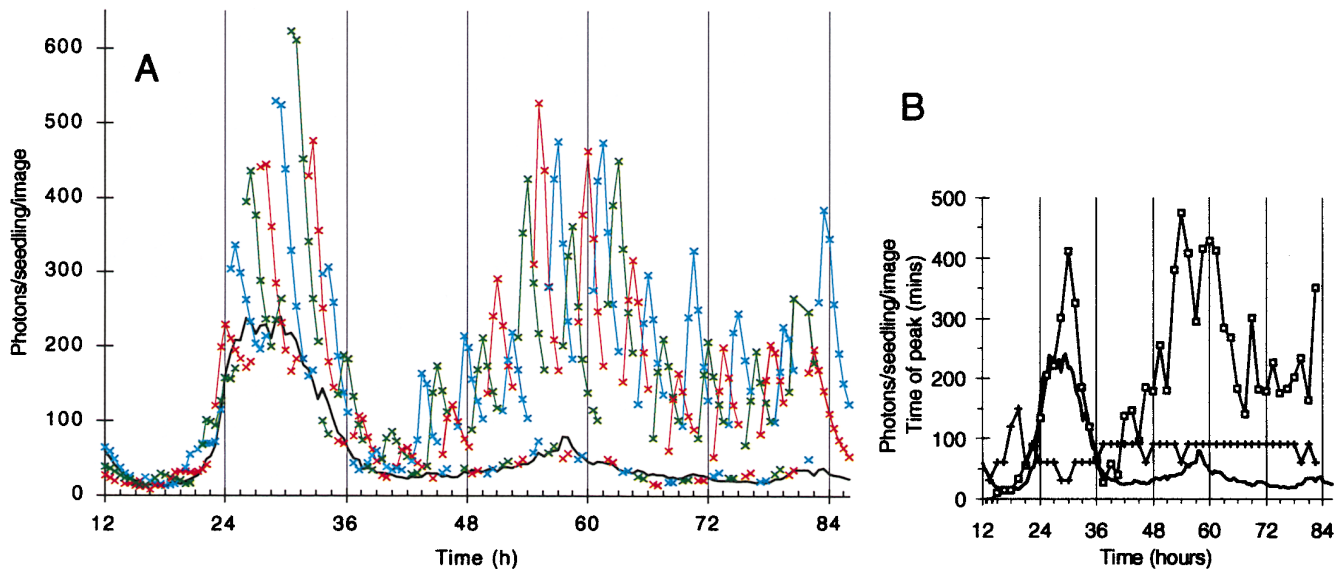 A
Photons/seedling/image
600
500
400
300
200
100
0
12 24 36 48 60 72 84
Time (h)
B
Photons/seedling/image
Time of peak (mins)
500
400
300
200
100
0
12 24 36 48 60 72 84
Time (hours)